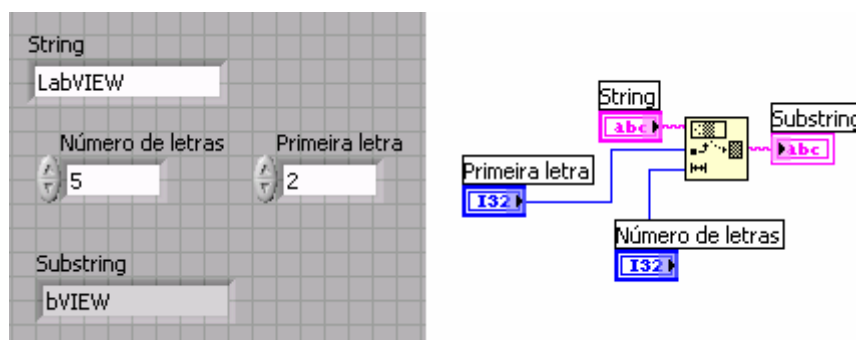 String
LabVIEW
Número de letras
Primeira letra
5
2
Substring
bVIEW
String
abc
Substring
abc
Primeira letra
I32
Número de letras
I32